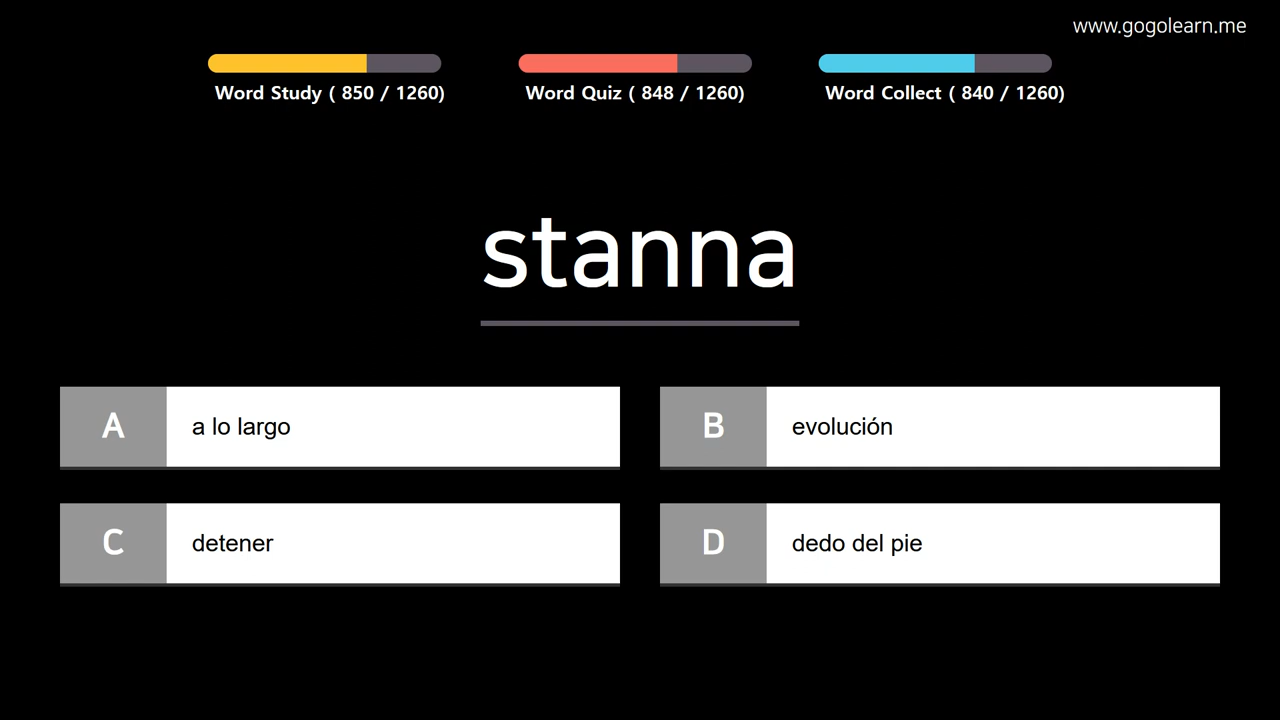 www.gogolearn.me
Word Study ( 850 / 1260)
Word Quiz ( 848 / 1260)
Word Collect ( 840 / 1260)
stanna
A
a lo largo
B
evolución
C
detener
D
dedo del pie